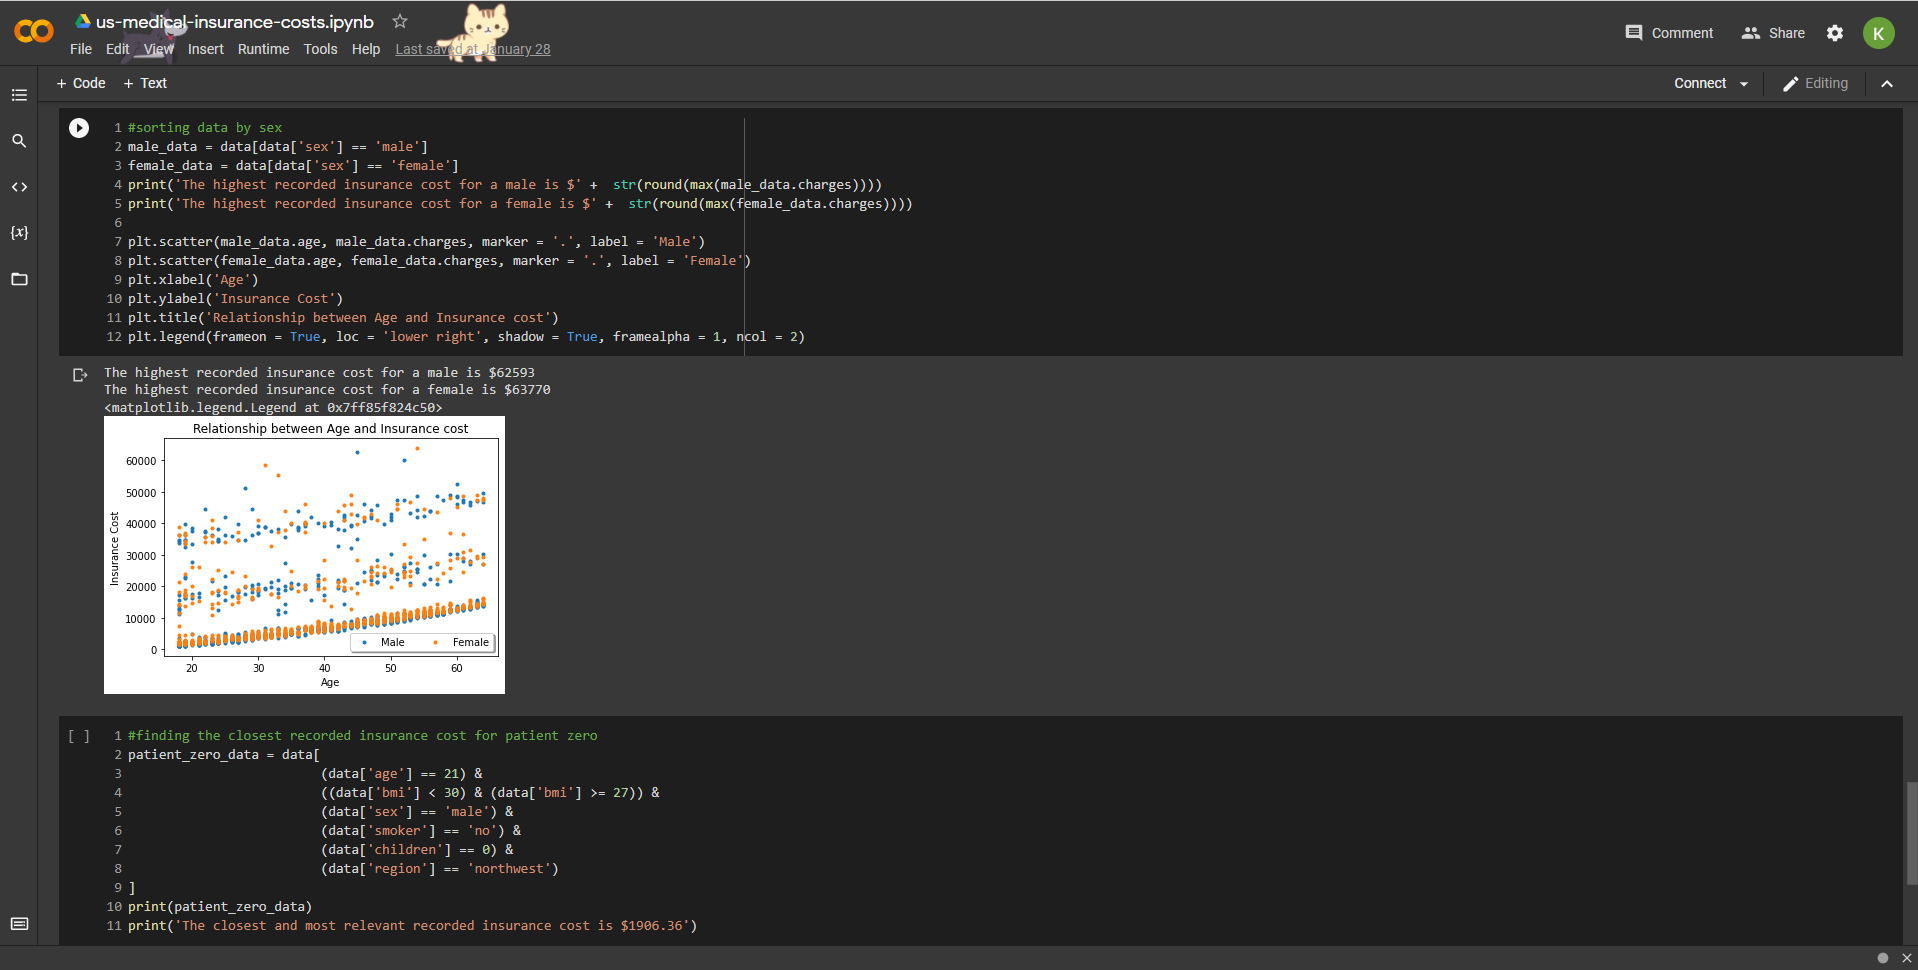 us-medical-insurance-costs.ipynb
File Edit View Insert Runtime Tools Help Last saved at January 28
Comment Share K
+ Code + Text
Connect Editing
{x}
1 #sorting data by sex
2 male_data = data[data['sex'] == 'male']
3 female_data = data[data['sex'] == 'female']
4 print('The highest recorded insurance cost for a male is $' +  str(round(max(male_data.charges))))
5 print('The highest recorded insurance cost for a female is $' +  str(round(max(female_data.charges))))
6
7 plt.scatter(male_data.age, male_data.charges, marker = '.', label = 'Male')
8 plt.scatter(female_data.age, female_data.charges, marker = '.', label = 'Female')
9 plt.xlabel('Age')
10 plt.ylabel('Insurance Cost')
11 plt.title('Relationship between Age and Insurance cost')
12 plt.legend(frameon = True, loc = 'lower right', shadow = True, framealpha = 1, ncol = 2)
The highest recorded insurance cost for a male is $62593
The highest recorded insurance cost for a female is $63770
<matplotlib.legend.Legend at 0x7ff85f824c50>
Relationship between Age and Insurance cost
Insurance Cost
60000
50000
40000
30000
20000
10000
0
Male Female
20 30 40 50 60
Age
[ ]
1 #finding the closest recorded insurance cost for patient zero
2 patient_zero_data = data[
3 (data['age'] == 21) &
4 ((data['bmi'] < 30) & (data['bmi'] >= 27)) &
5 (data['sex'] == 'male') &
6 (data['smoker'] == 'no') &
7 (data['children'] == 0) &
8 (data['region'] == 'northwest')
9 ]
10 print(patient_zero_data)
11 print('The closest and most relevant recorded insurance cost is $1906.36')